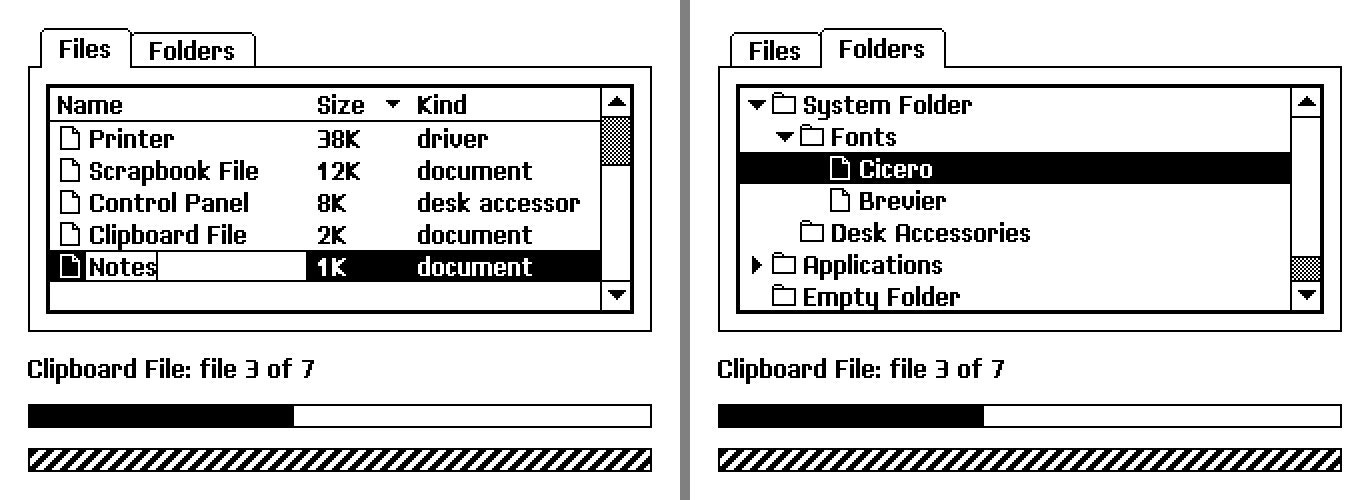 Files Folders
Name Size Kind
Printer 38K driver
Scrapbook File 12K document
Control Panel 8K desk accessor
Clipboard File 2K document
Notes 1K document
Clipboard File: file 3 of 7
Files Folders
System Folder
Fonts
Cicero
Brevier
Desk Accessories
Applications
Empty Folder
Clipboard File: file 3 of 7